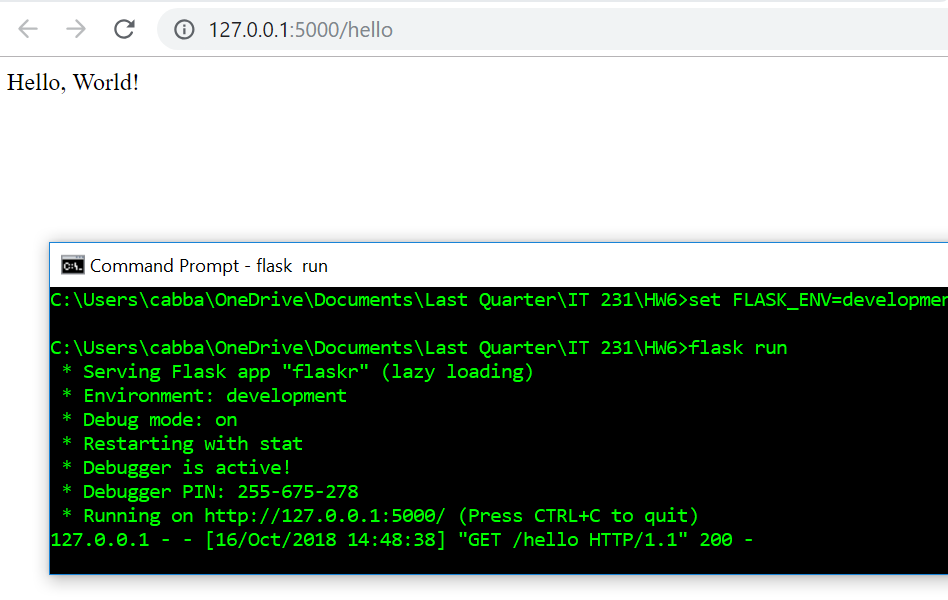 127.0.0.1:5000/hello
Hello, World!
Command Prompt - flask  run
C:\Users\cabba\OneDrive\Documents\Last Quarter\IT 231\HW6>set FLASK_ENV=developmen
C:\Users\cabba\OneDrive\Documents\Last Quarter\IT 231\HW6>flask run
 * Serving Flask app "flaskr" (lazy loading)
 * Environment: development
 * Debug mode: on
 * Restarting with stat
 * Debugger is active!
 * Debugger PIN: 255-675-278
 * Running on http://127.0.0.1:5000/ (Press CTRL+C to quit)
127.0.0.1 - - [16/Oct/2018 14:48:38] "GET /hello HTTP/1.1" 200 -